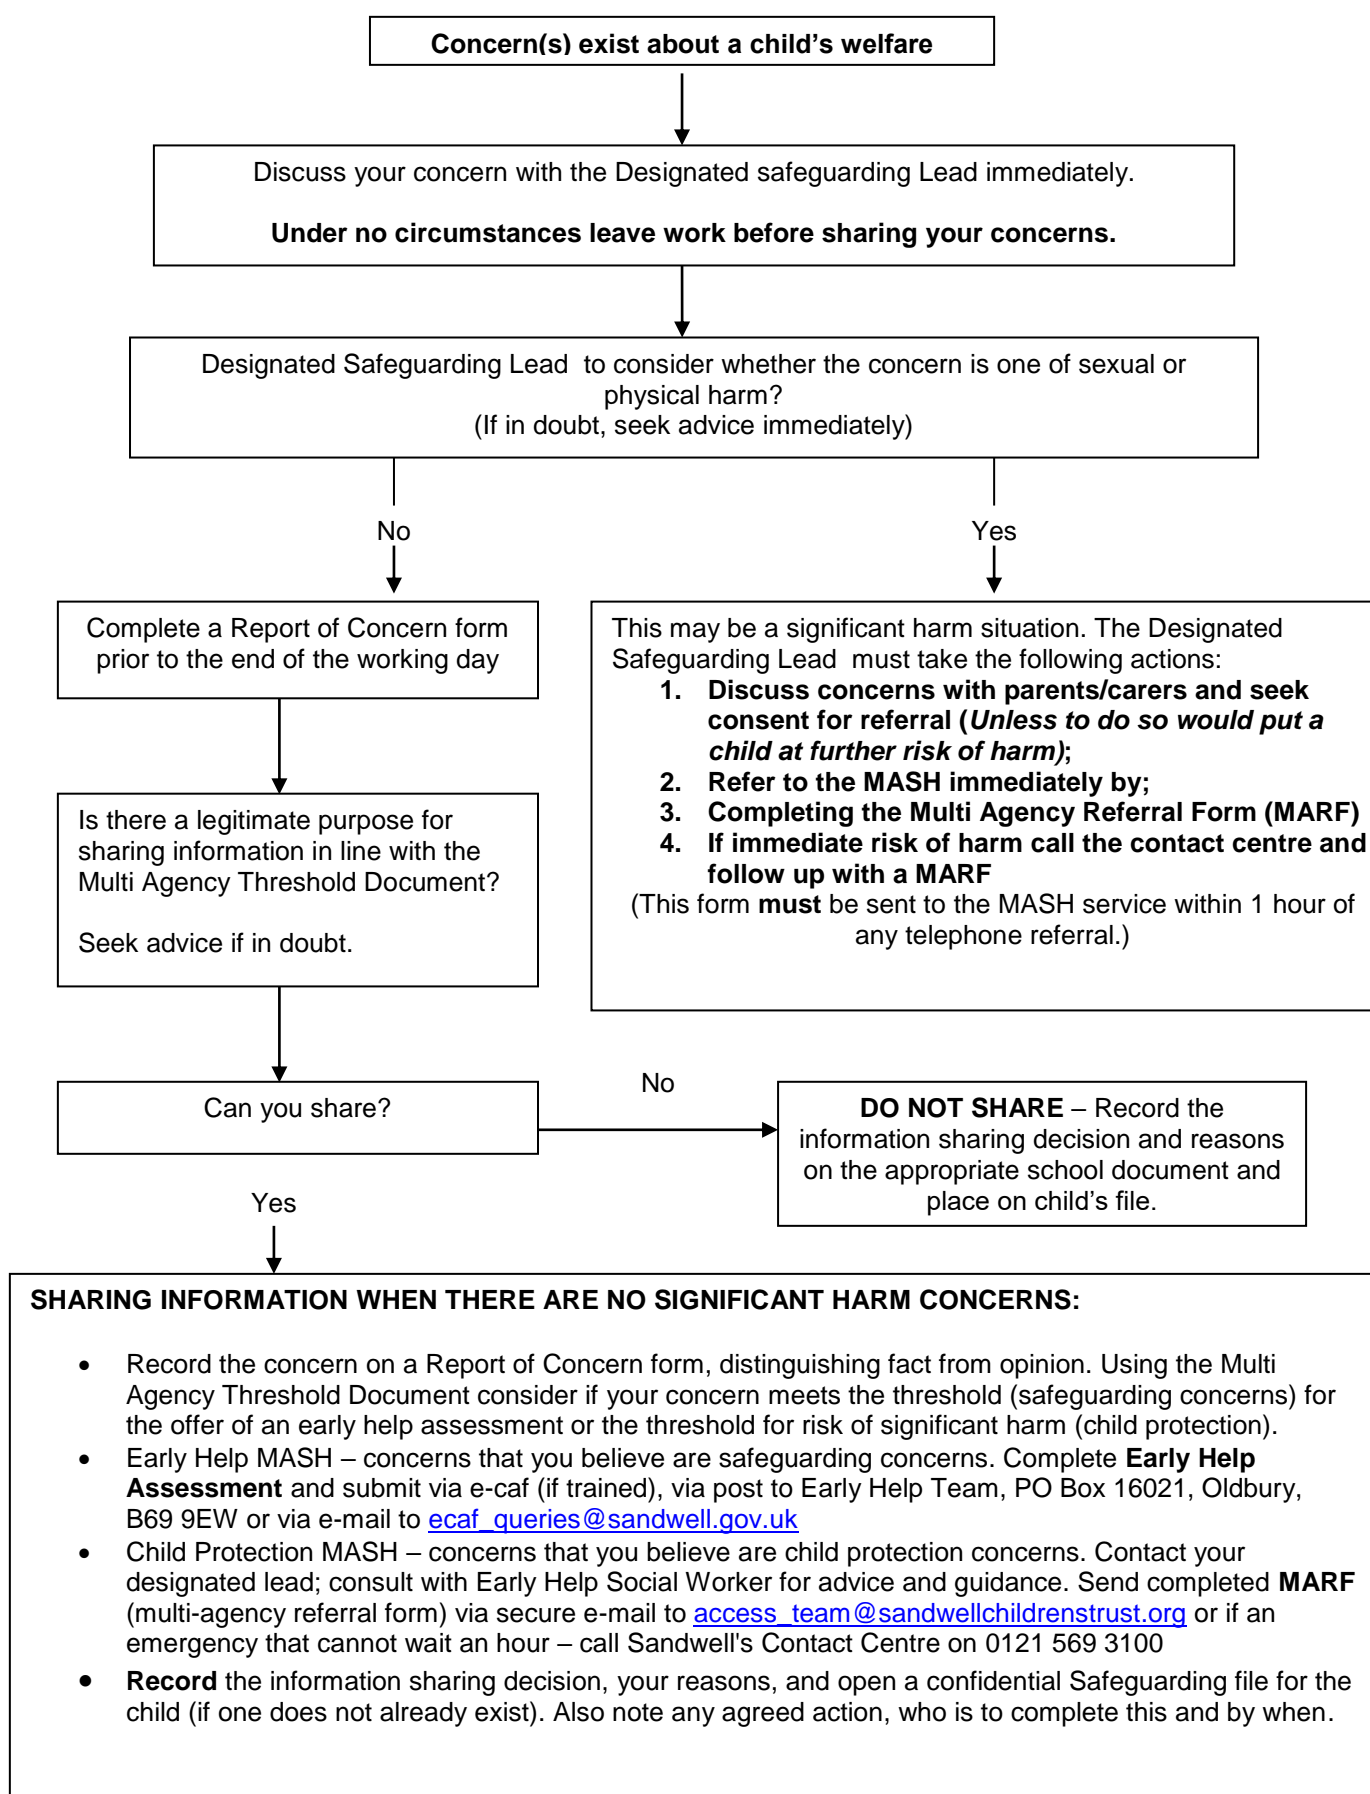 Concern(s) exist about a child's welfare
Discuss your concern with the Designated safeguarding Lead immediately.
Under no circumstances leave work before sharing your concerns.
Designated Safeguarding Lead to consider whether the concern is one of sexual or
physical harm?
(If in doubt, seek advice immediately)
No
Yes
Complete a Report of Concern form
prior to the end of the working day
This may be a significant harm situation. The Designated
Safeguarding Lead must take the following actions:
1. Discuss concerns with parents/carers and seek
consent for referral (Unless to do so would put a
child at further risk of harm);
2. Refer to the MASH immediately by;
3. Completing the Multi Agency Referral Form (MARF)
4. If immediate risk of harm call the contact centre and
follow up with a MARF
(This form must be sent to the MASH service within 1 hour of
any telephone referral.)
Is there a legitimate purpose for
sharing information in line with the
Multi Agency Threshold Document?
Seek advice if in doubt.
Can you share?
No
DO NOT SHARE – Record the
information sharing decision and reasons
on the appropriate school document and
place on child's file.
Yes
SHARING INFORMATION WHEN THERE ARE NO SIGNIFICANT HARM CONCERNS:
• Record the concern on a Report of Concern form, distinguishing fact from opinion. Using the Multi
Agency Threshold Document consider if your concern meets the threshold (safeguarding concerns) for
the offer of an early help assessment or the threshold for risk of significant harm (child protection).
• Early Help MASH – concerns that you believe are safeguarding concerns. Complete Early Help
Assessment and submit via e-caf (if trained), via post to Early Help Team, PO Box 16021, Oldbury,
B69 9EW or via e-mail to ecaf_queries@sandwell.gov.uk
• Child Protection MASH – concerns that you believe are child protection concerns. Contact your
designated lead; consult with Early Help Social Worker for advice and guidance. Send completed MARF
(multi-agency referral form) via secure e-mail to access_team@sandwellchildrenstrust.org or if an
emergency that cannot wait an hour – call Sandwell's Contact Centre on 0121 569 3100
• Record the information sharing decision, your reasons, and open a confidential Safeguarding file for the
child (if one does not already exist). Also note any agreed action, who is to complete this and by when.